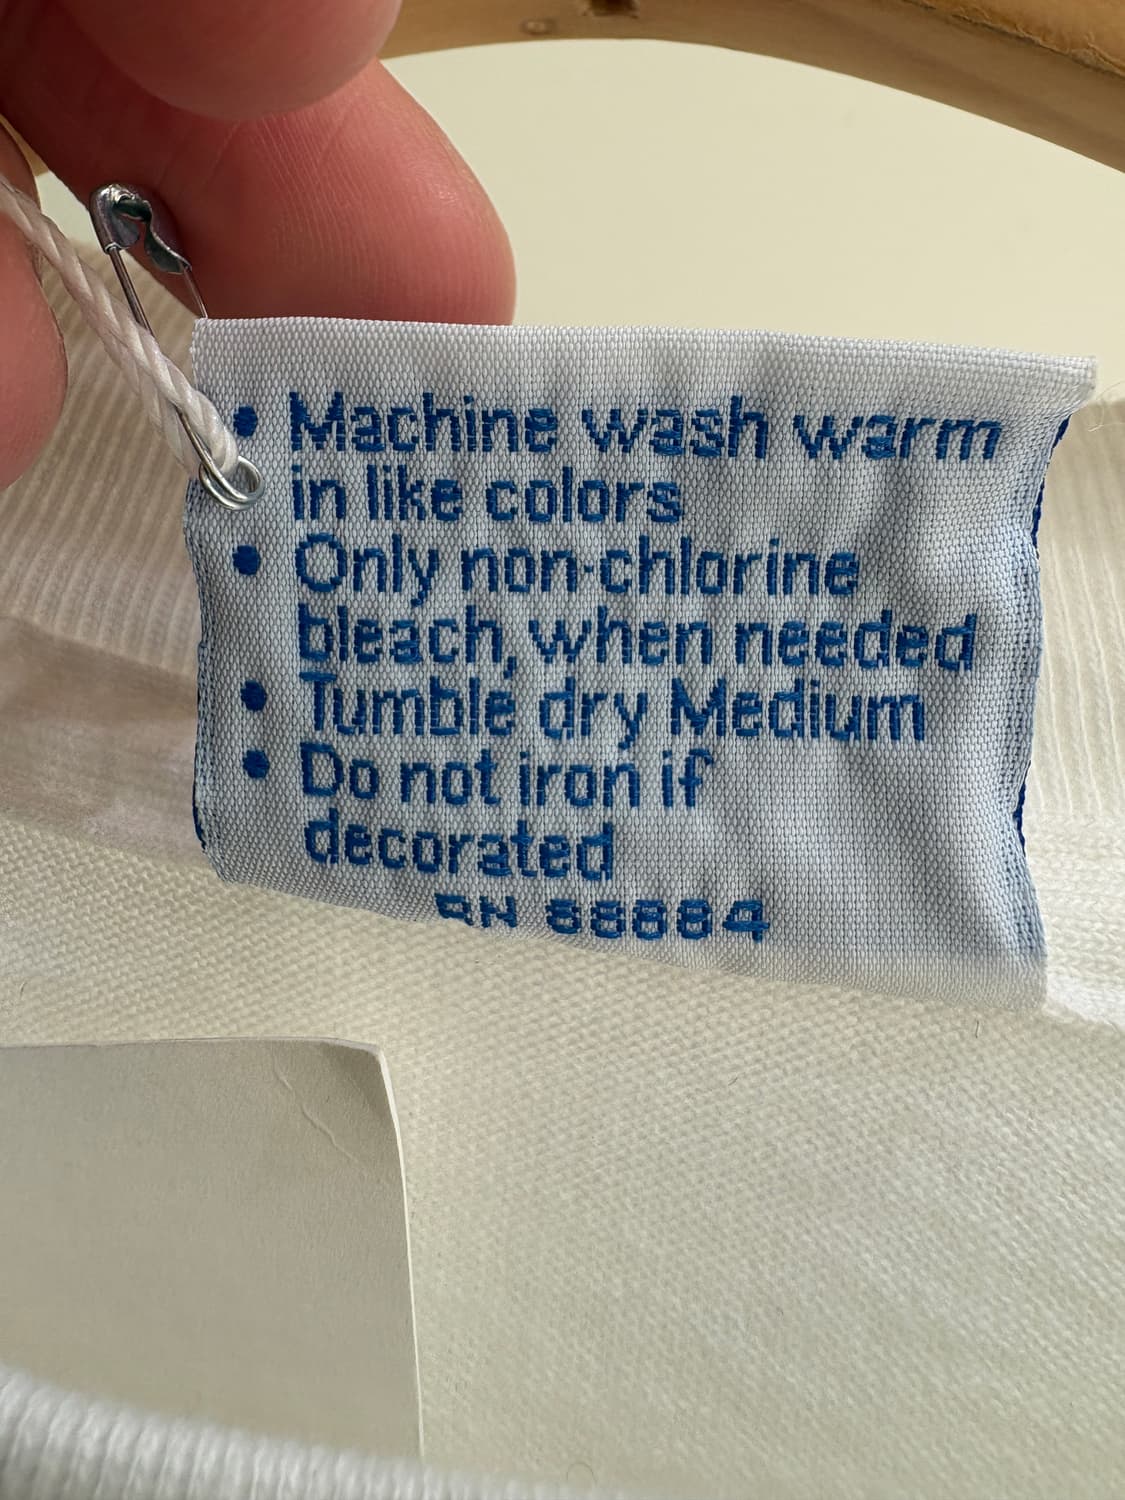 • Machine wash warm
in like colors
• Only non-chlorine
bleach, when needed
• Tumble dry Medium
• Do not iron if
decorated
RN